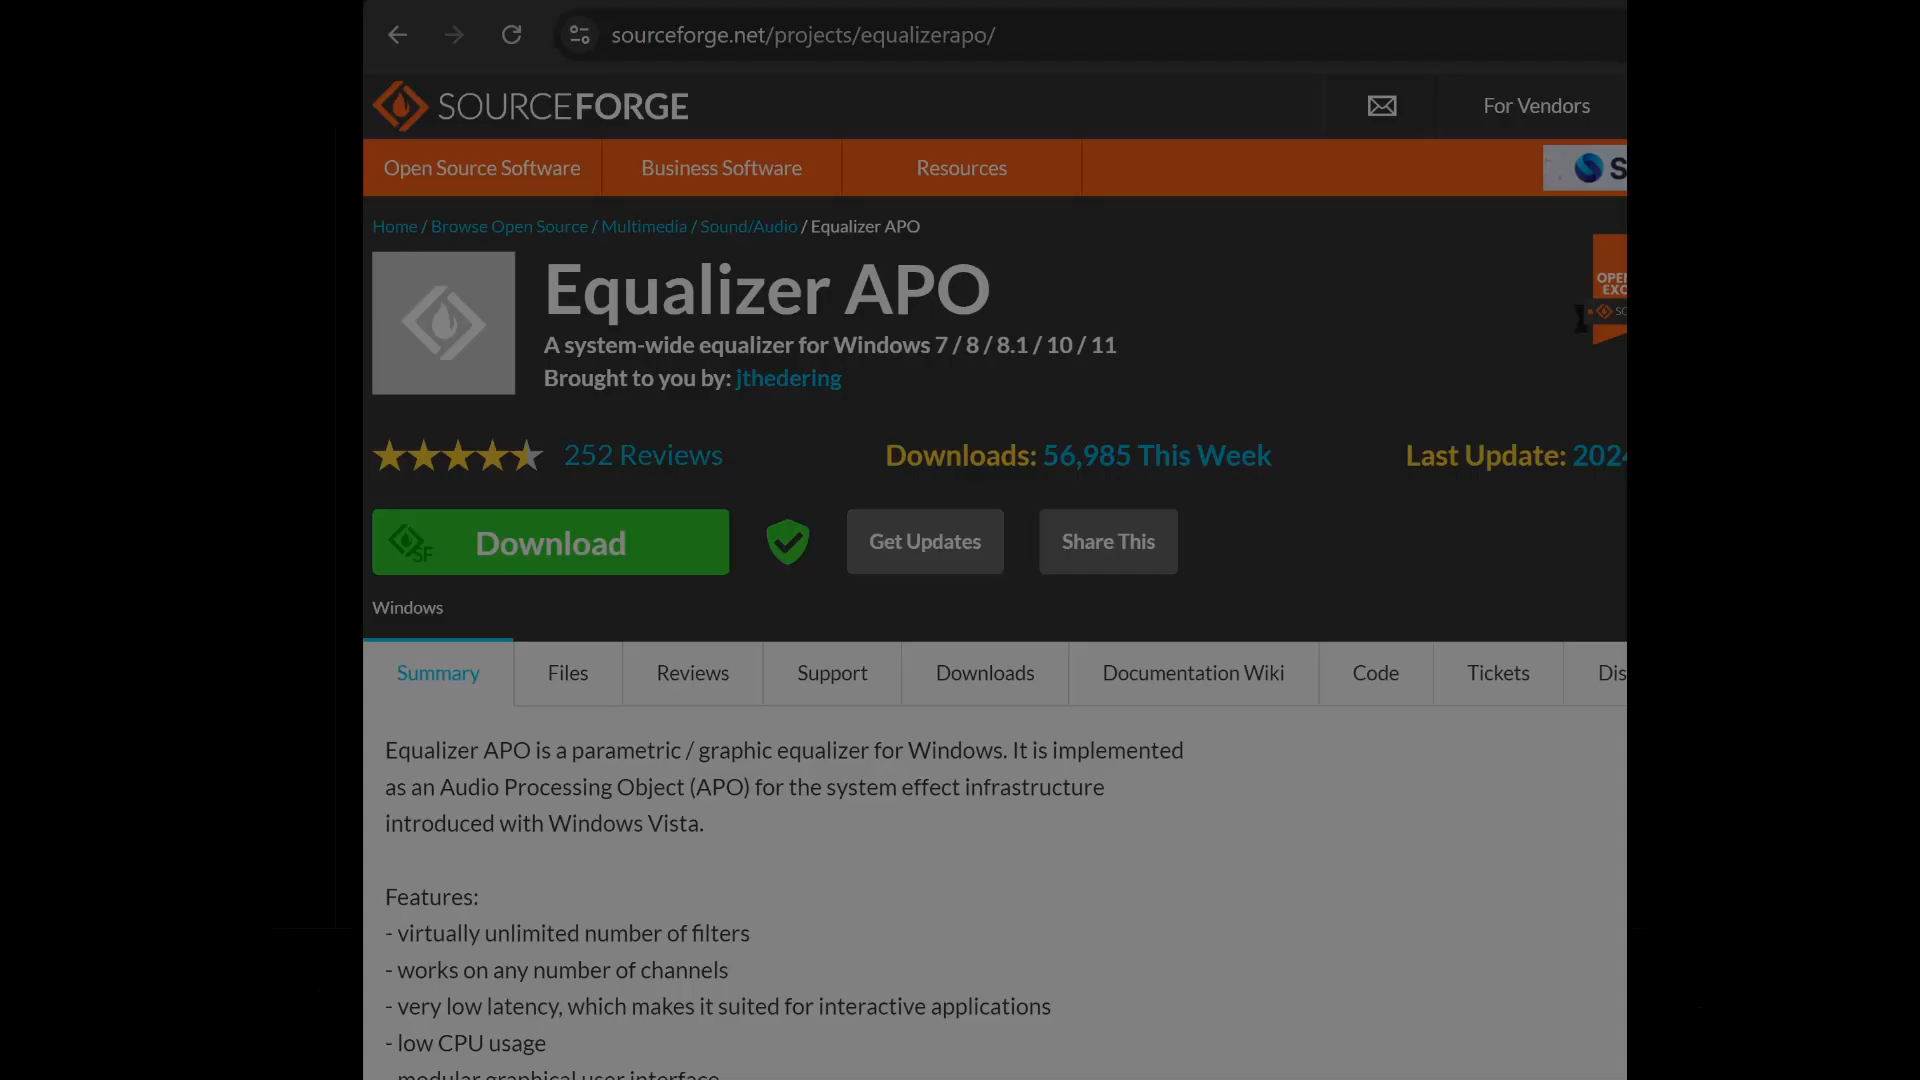 sourceforge.net/projects/equalizerapo/
SOURCEFORGE
For Vendors
Open Source Software
Business Software
Resources
Home / Browse Open Source / Multimedia / Sound/Audio / Equalizer APO
Equalizer APO
A system-wide equalizer for Windows 7 / 8 / 8.1 / 10 / 11
Brought to you by: jthedering
252 Reviews
Downloads: 56,985 This Week
Last Update: 2024
SF
Download
Get Updates
Share This
Windows
Summary
Files
Reviews
Support
Downloads
Documentation Wiki
Code
Tickets
Dis
Equalizer APO is a parametric / graphic equalizer for Windows. It is implemented
as an Audio Processing Object (APO) for the system effect infrastructure
introduced with Windows Vista.
Features:
- virtually unlimited number of filters
- works on any number of channels
- very low latency, which makes it suited for interactive applications
- low CPU usage
- modular graphical user interface